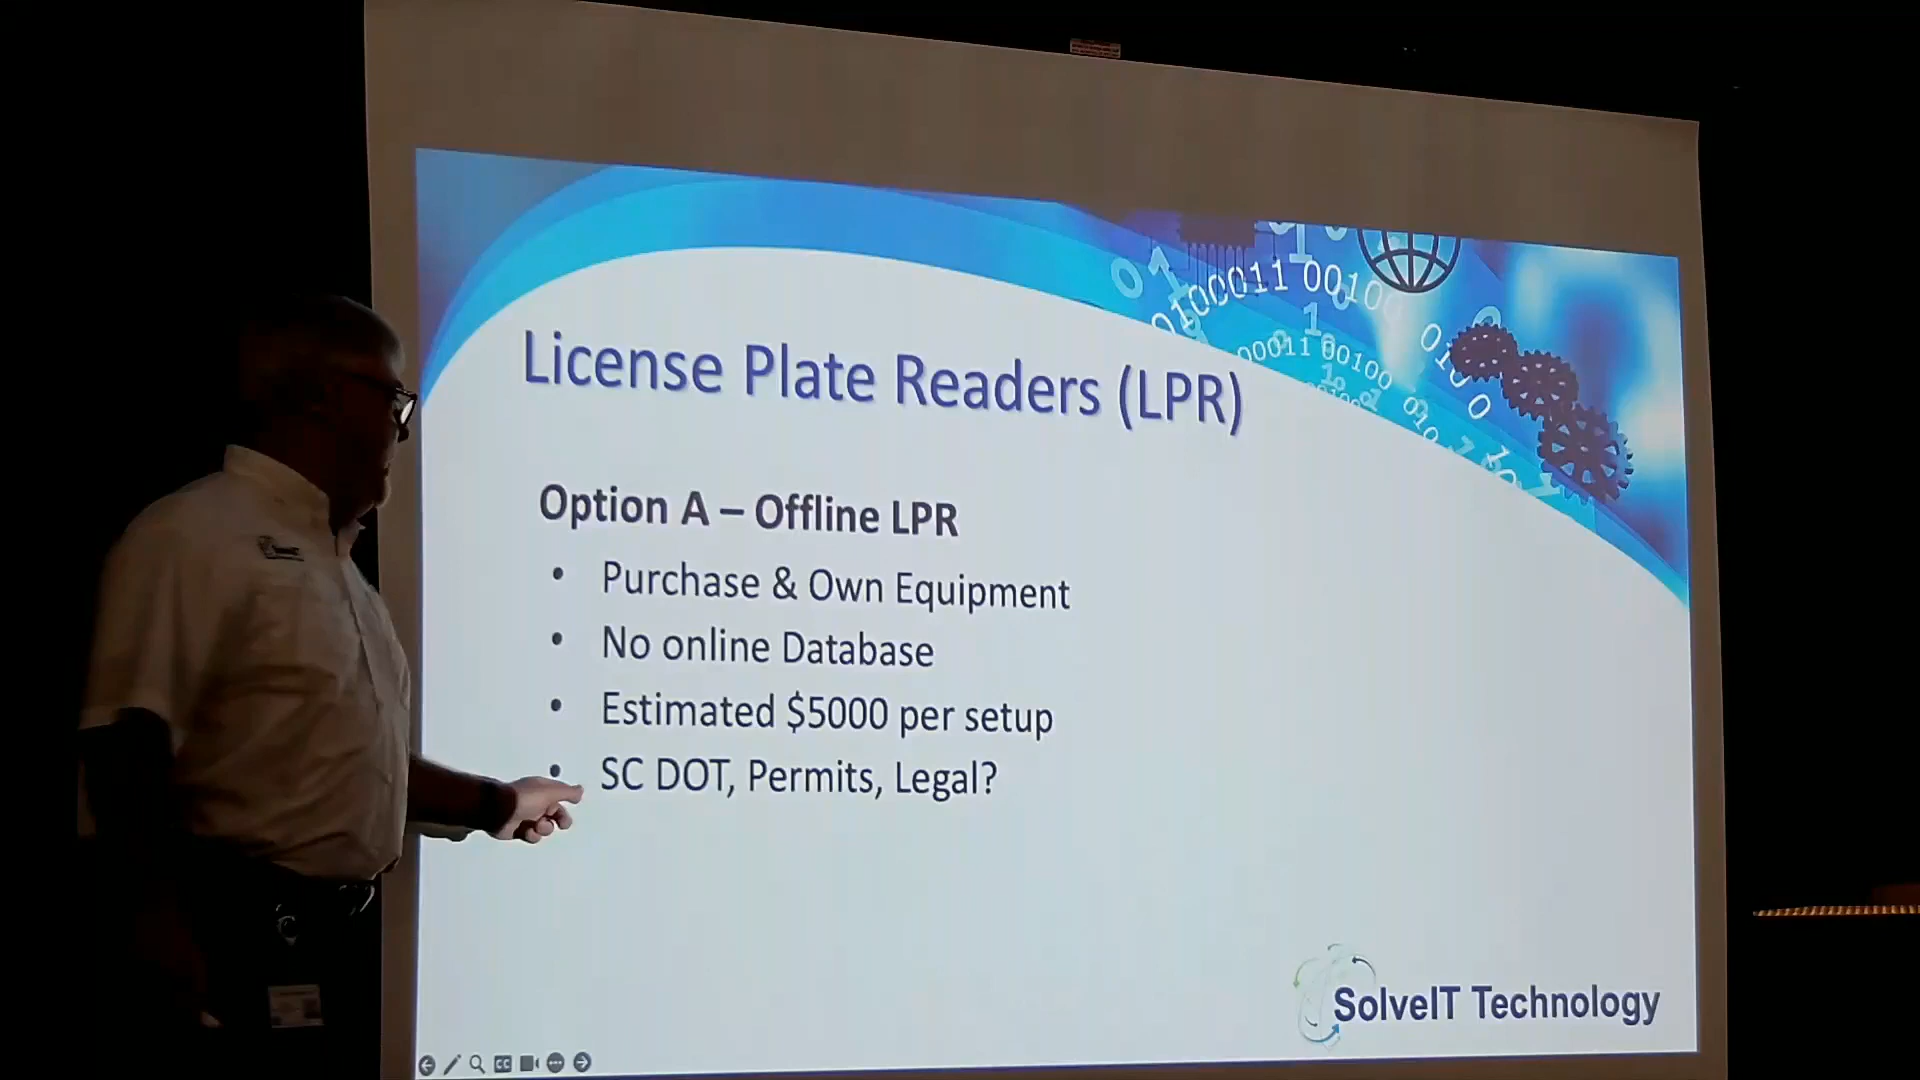 License Plate Readers (LPR)
Option A – Offline LPR
• Purchase & Own Equipment
• No online Database
• Estimated $5000 per setup
• SC DOT, Permits, Legal?
SolveIT Technology